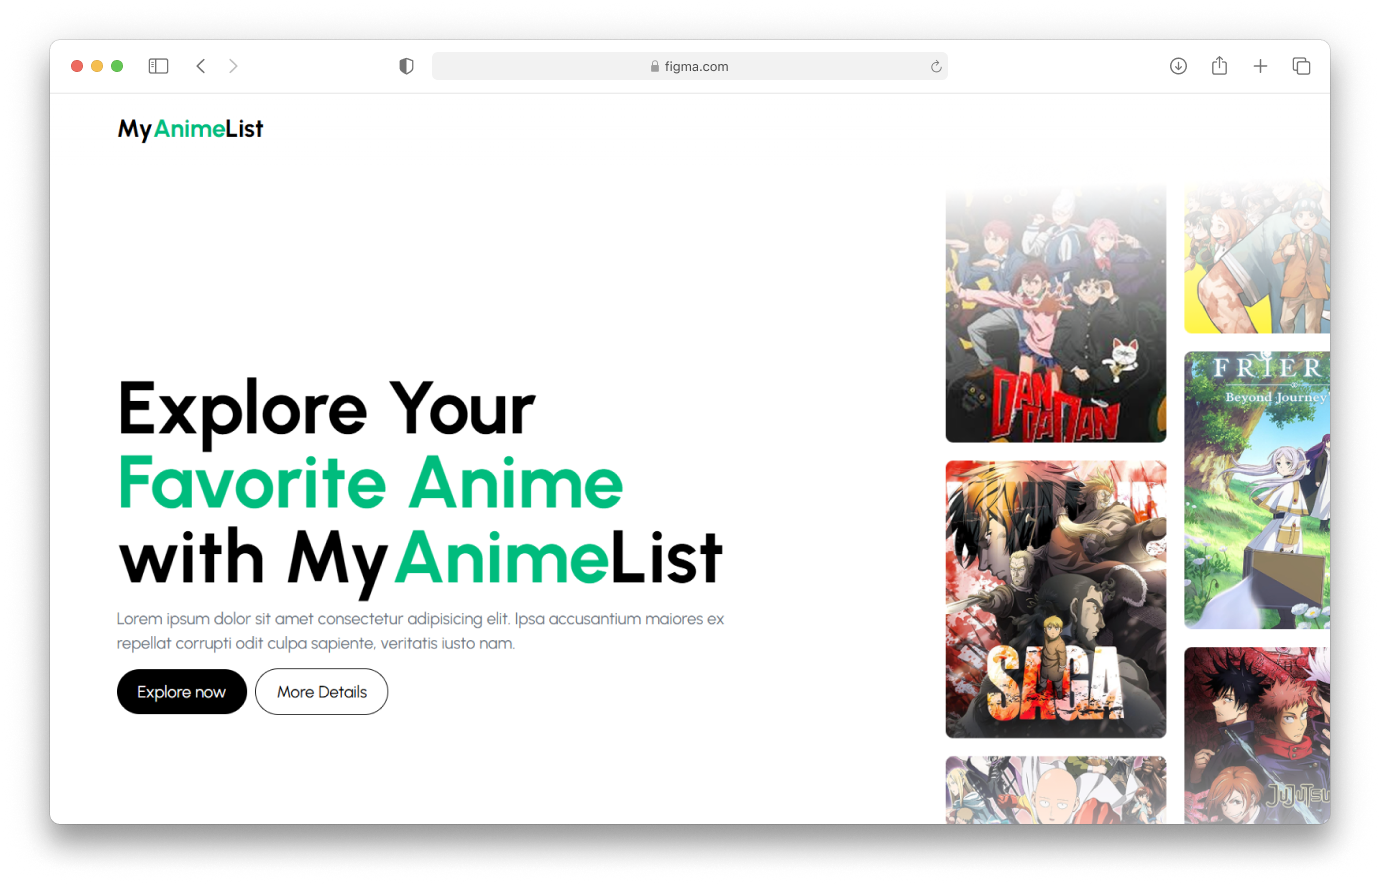 figma.com
MyAnimeList
Explore Your
Favorite Anime
with MyAnimeList
Lorem ipsum dolor sit amet consectetur adipisicing elit. Ipsa accusantium maiores ex
repellat corrupti odit culpa sapiente, veritatis iusto nam.
Explore now
More Details
DAN
DA DAN
SAGA
FRIER
Beyond Journey'
JUJUTSU